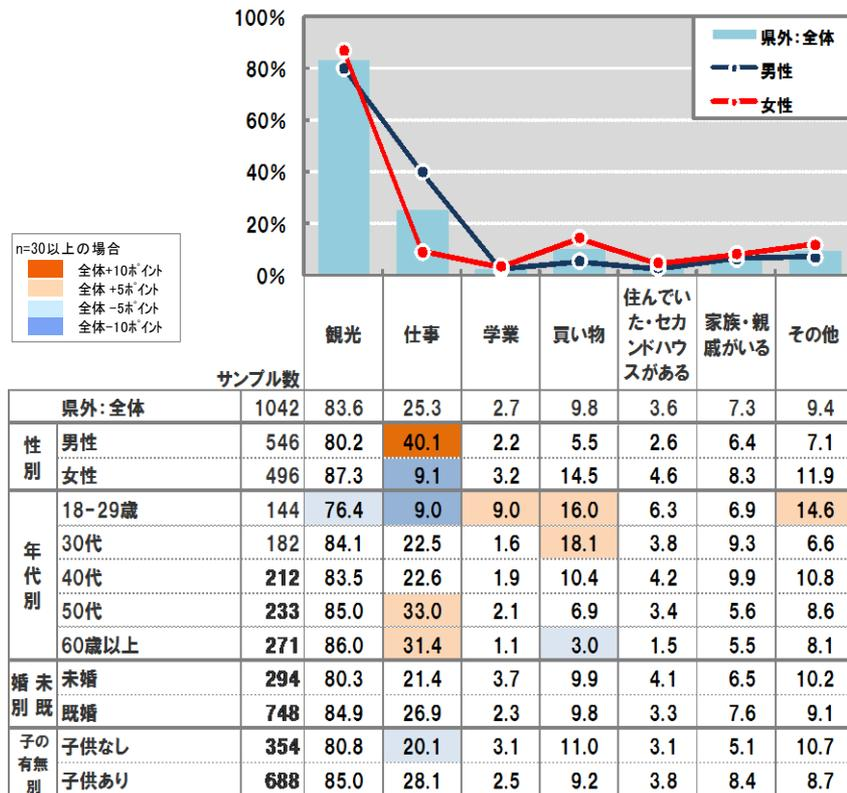 100%
80%
60%
40%
20%
0%
県外:全体
男性
女性
n=30以上の場合
全体+10ﾎﾟｲﾝﾄ
全体+5ﾎﾟｲﾝﾄ
全体-5ﾎﾟｲﾝﾄ
全体-10ﾎﾟｲﾝﾄ
サンプル数 観光 仕事 学業 買い物 住んでいた・セカンドハウスがある 家族・親戚がいる その他
県外:全体 1042 83.6 25.3 2.7 9.8 3.6 7.3 9.4
性別
男性 546 80.2 40.1 2.2 5.5 2.6 6.4 7.1
女性 496 87.3 9.1 3.2 14.5 4.6 8.3 11.9
年代別
18-29歳 144 76.4 9.0 9.0 16.0 6.3 6.9 14.6
30代 182 84.1 22.5 1.6 18.1 3.8 9.3 6.6
40代 212 83.5 22.6 1.9 10.4 4.2 9.9 10.8
50代 233 85.0 33.0 2.1 6.9 3.4 5.6 8.6
60歳以上 271 86.0 31.4 1.1 3.0 1.5 5.5 8.1
未既婚別
未婚 294 80.3 21.4 3.7 9.9 4.1 6.5 10.2
既婚 748 84.9 26.9 2.3 9.8 3.3 7.6 9.1
子の有無別
子供なし 354 80.8 20.1 3.1 11.0 3.1 5.1 10.7
子供あり 688 85.0 28.1 2.5 9.2 3.8 8.4 8.7